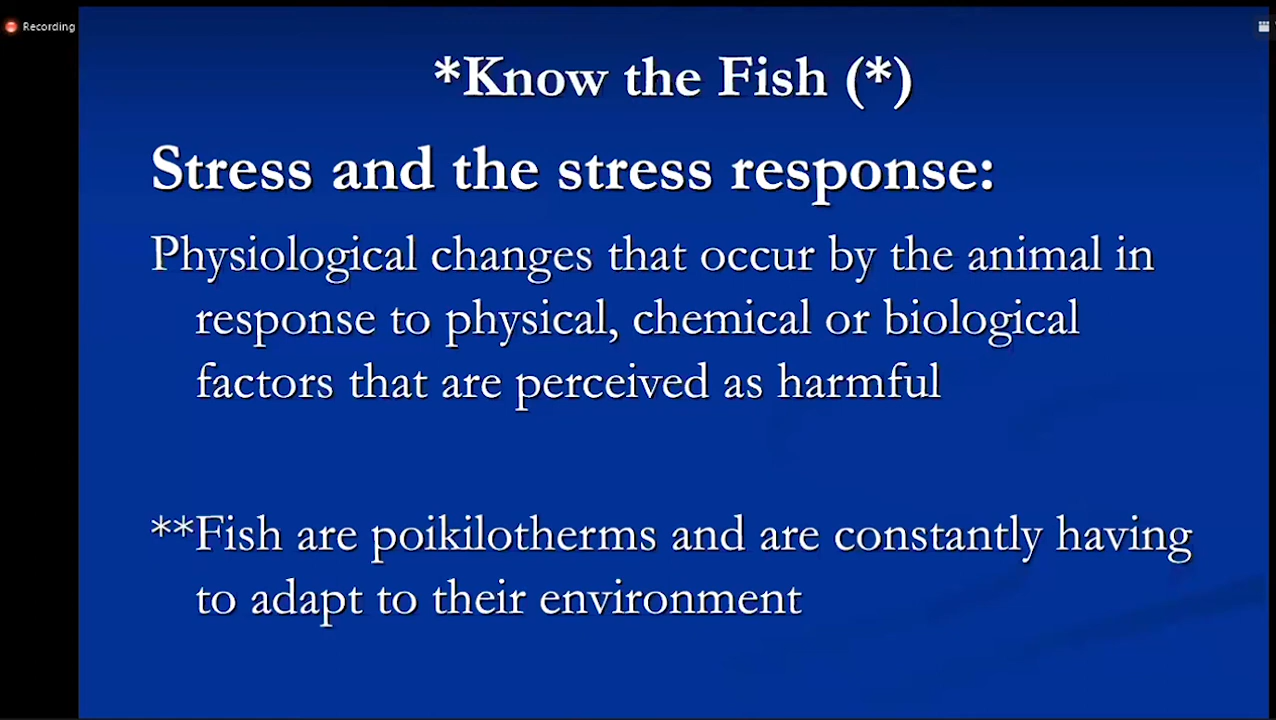 Recording
*Know the Fish (*)
Stress and the stress response:
Physiological changes that occur by the animal in
response to physical, chemical or biological
factors that are perceived as harmful
**Fish are poikilotherms and are constantly having
to adapt to their environment